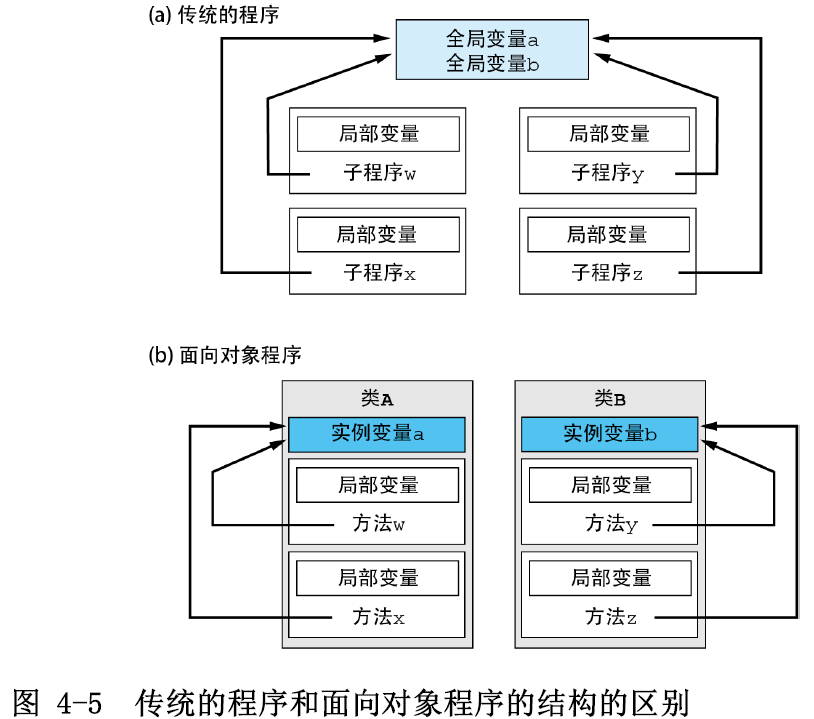 (a) 传统的程序
全局变量a
全局变量b
局部变量
子程序w
局部变量
子程序y
局部变量
子程序x
局部变量
子程序z
(b) 面向对象程序
类A
实例变量a
局部变量
方法w
局部变量
方法x
类B
实例变量b
局部变量
方法y
局部变量
方法z
图 4-5 传统的程序和面向对象程序的结构的区别